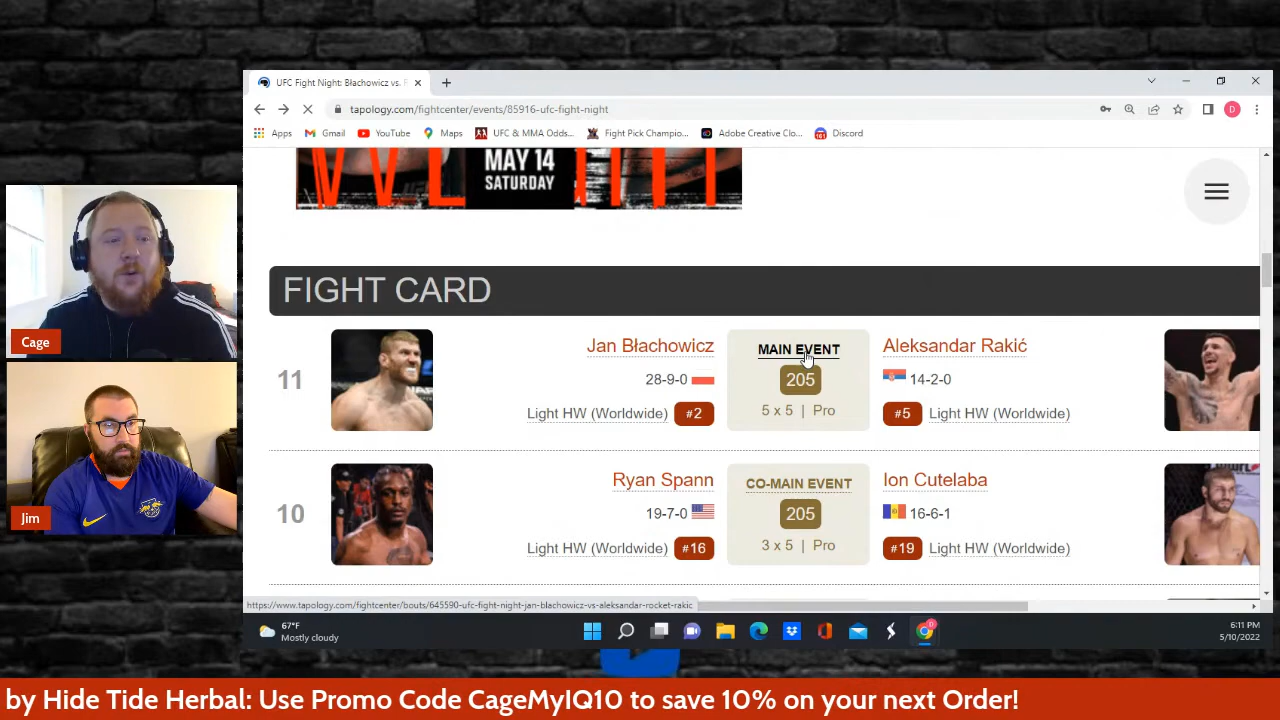 UFC Fight Night: Błachowicz vs.
tapology.com/fightcenter/events/85916-ufc-fight-night
Apps Gmail YouTube Maps UFC & MMA Odds... Fight Pick Champio... Adobe Creative Clo... Discord
MAY 14
SATURDAY
FIGHT CARD
11 Jan Błachowicz MAIN EVENT Aleksandar Rakić
28-9-0 205 14-2-0
Light HW (Worldwide) #2 5 x 5 | Pro #5 Light HW (Worldwide)
10 Ryan Spann CO-MAIN EVENT Ion Cutelaba
19-7-0 205 16-6-1
Light HW (Worldwide) #16 3 x 5 | Pro #19 Light HW (Worldwide)
https://www.tapology.com/fightcenter/bouts/645590-ufc-fight-night-jan-blachowicz-vs-aleksandar-rocket-rakic
67°F
Mostly cloudy
6:11 PM
5/10/2022
Cage
Jim
by Hide Tide Herbal: Use Promo Code CageMyIQ10 to save 10% on your next Order!